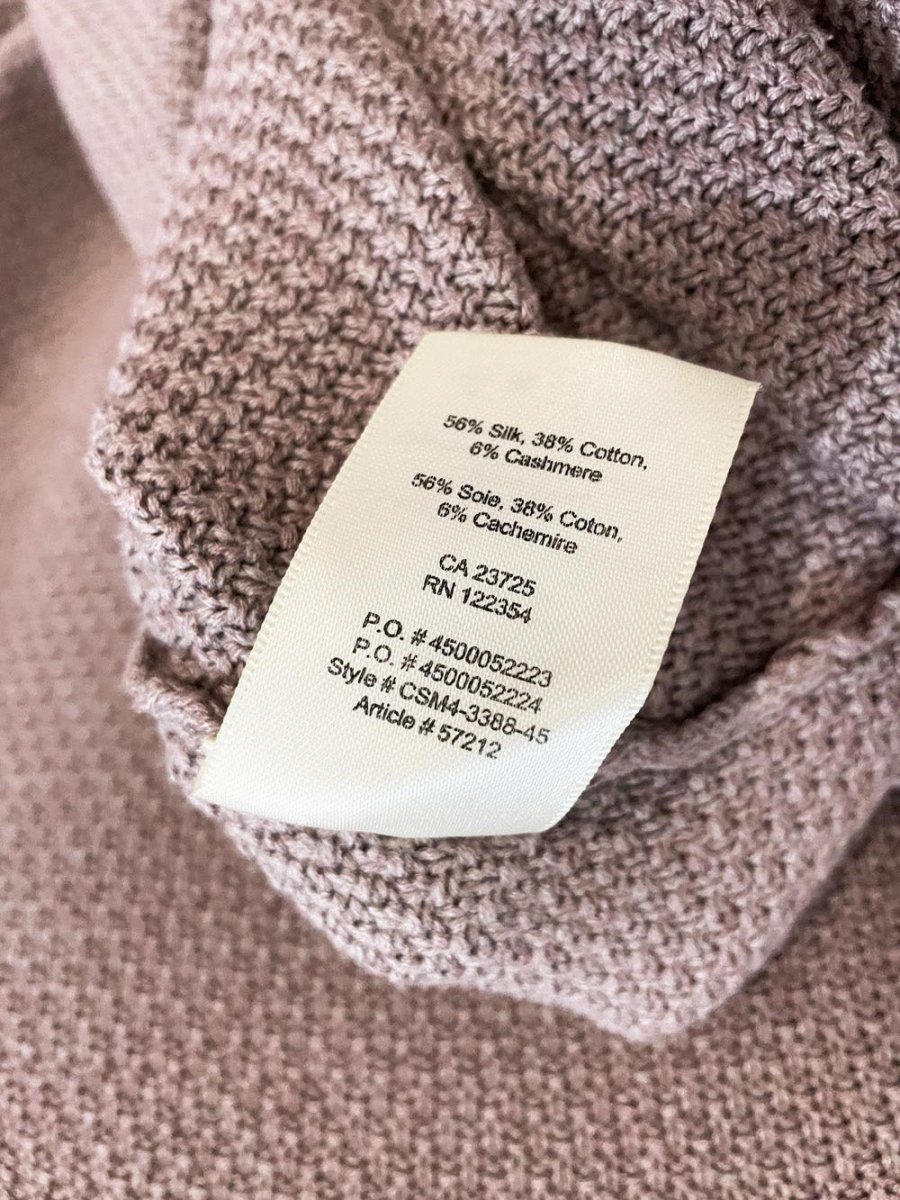 56% Silk, 38% Cotton,
6% Cashmere
56% Soie, 38% Coton,
6% Cachemire
CA 23725
RN 122354
P.O. # 4500052223
P.O. # 4500052224
Style # CSM4-3388-45
Article # 57212